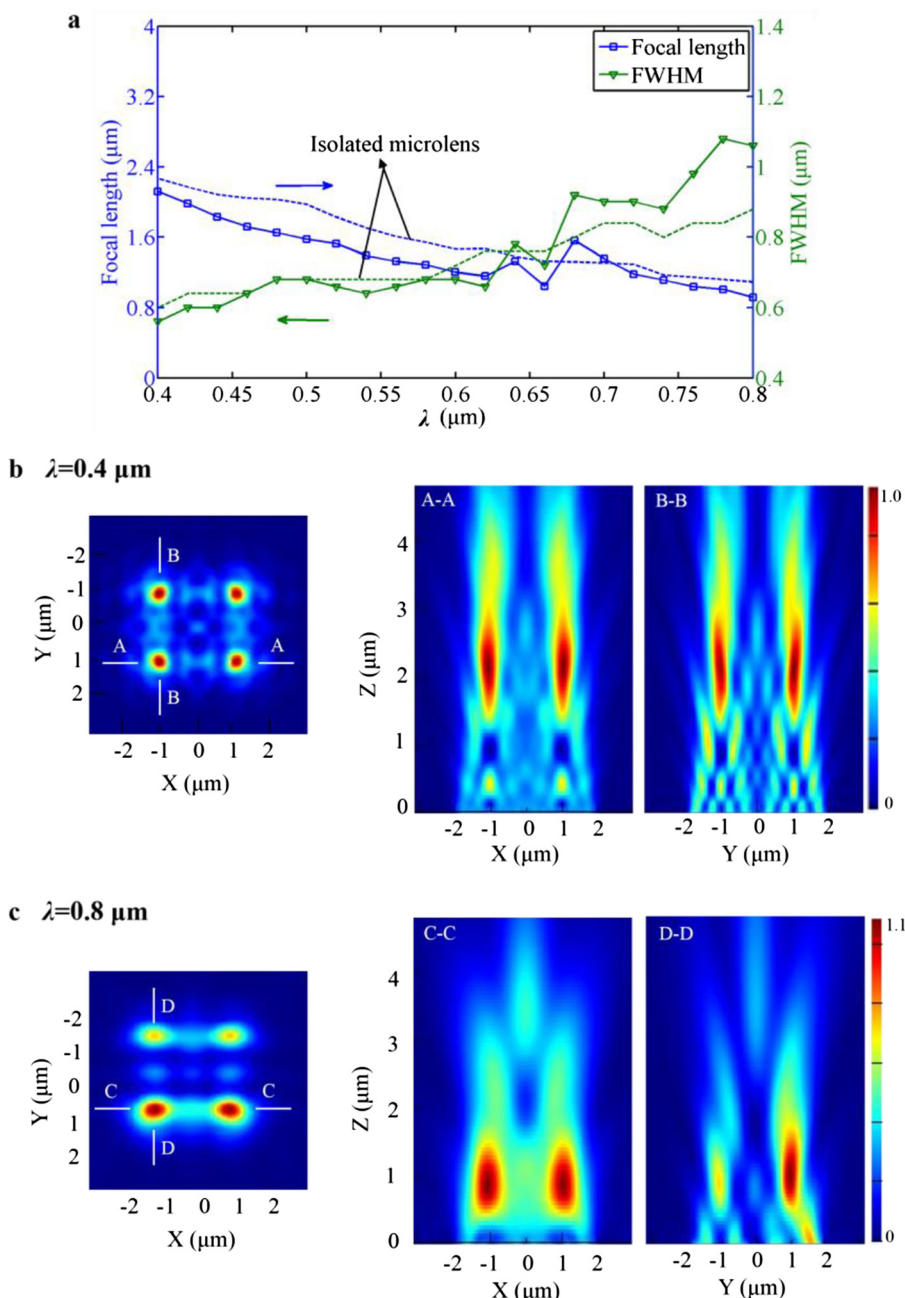 a
4
3.2
2.4
1.6
0.8
0
Focal length (μm)
1.4
1.2
1
0.8
0.6
0.4
FWHM (μm)
Focal length
FWHM
Isolated microlens
0.4 0.45 0.5 0.55 0.6 0.65 0.7 0.75 0.8
λ (μm)
b λ=0.4 μm
-2
-1
0
1
2
Y (μm)
B
A A
B
-2 -1 0 1 2
X (μm)
A-A
4
3
2
1
0
Z (μm)
-2 -1 0 1 2
X (μm)
B-B
-2 -1 0 1 2
Y (μm)
1.0
0
c λ=0.8 μm
-2
-1
0
1
2
Y (μm)
D
C C
D
-2 -1 0 1 2
X (μm)
C-C
4
3
2
1
0
Z (μm)
-2 -1 0 1 2
X (μm)
D-D
-2 -1 0 1 2
Y (μm)
1.1
0